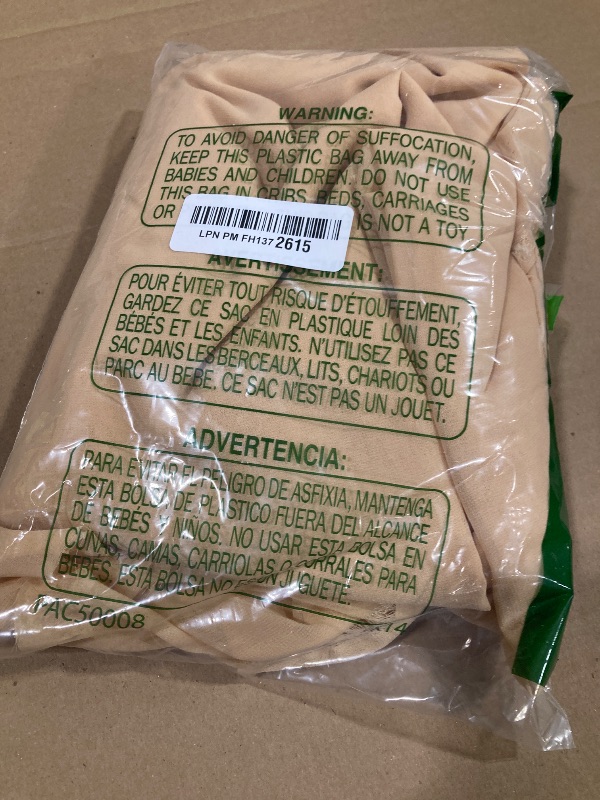 WARNING:
TO AVOID DANGER OF SUFFOCATION,
KEEP THIS PLASTIC BAG AWAY FROM
BABIES AND CHILDREN. DO NOT USE
THIS BAG IN CRIBS, BEDS, CARRIAGES
OR NOT A TOY
LPN PM FH137 2615
AVERTISSEMENT:
POUR ÉVITER TOUT RISQUE D'ÉTOUFFEMENT,
GARDEZ CE SAC EN PLASTIQUE LOIN DES
BÉBÉS ET LES ENFANTS. N'UTILISEZ PAS CE
SAC DANS LES BERCEAUX, LITS, CHARIOTS OU
PARC AU BEBE. CE SAC N'EST PAS UN JOUET.
ADVERTENCIA:
PARA EVITAR EL PELIGRO DE ASFIXIA, MANTENGA
ESTA BOLSA DE PLASTICO FUERA DEL ALCANCE
DE BEBÉS Y NIÑOS. NO USAR ESTA BOLSA EN
CUNAS, CAMAS, CARRIOLAS O CORRALES PARA
BEBES. ESTA BOLSA NO ES UN JUGUETE.
PAC50008